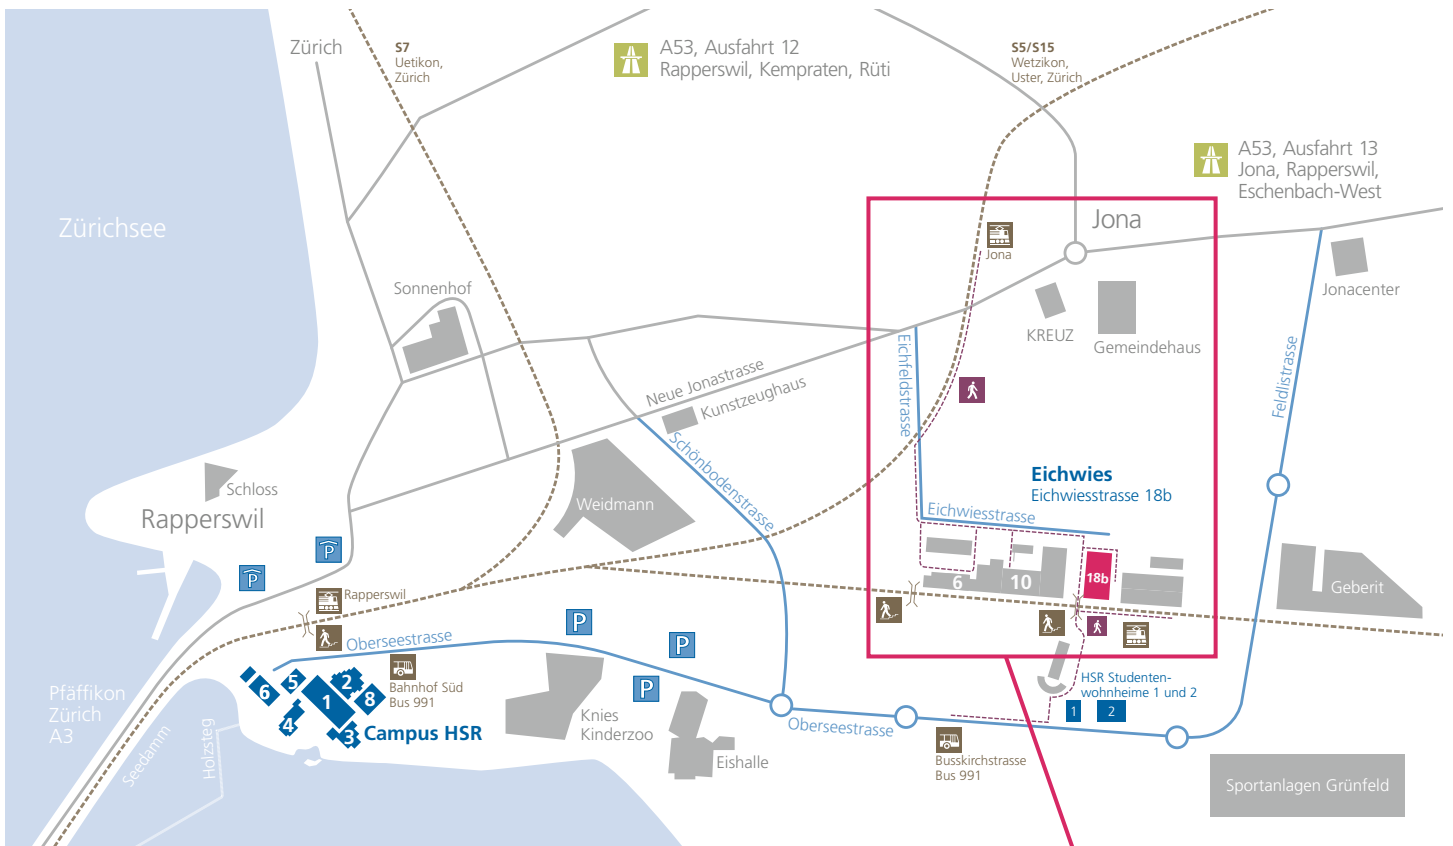 Zürich
S7
Uetikon,
Zürich
A53, Ausfahrt 12
Rapperswil, Kempraten, Rüti
S5/S15
Wetzikon,
Uster, Zürich
A53, Ausfahrt 13
Jona, Rapperswil,
Eschenbach-West
Zürichsee
Jona
Jona
Sonnenhof
Jonacenter
KREUZ
Gemeindehaus
Neue Jonastrasse
Kunstzeughaus
Eichfeldstrasse
Feldlistrasse
Schönbodenstrasse
Schloss
Rapperswil
Weidmann
Eichwies
Eichwiesstrasse 18b
Eichwiesstrasse
P
P
6
10
18b
Geberit
Rapperswil
Oberseestrasse
P
P
P
Bahnhof Süd
Bus 991
6
5
1
2
8
4
3
Campus HSR
Knies
Kinderzoo
Eishalle
HSR Studenten-
wohnheime 1 und 2
1
2
Oberseestrasse
Busskirchstrasse
Bus 991
Pfäffikon
Zürich
A3
Seedamm
Holzsteg
Sportanlagen Grünfeld